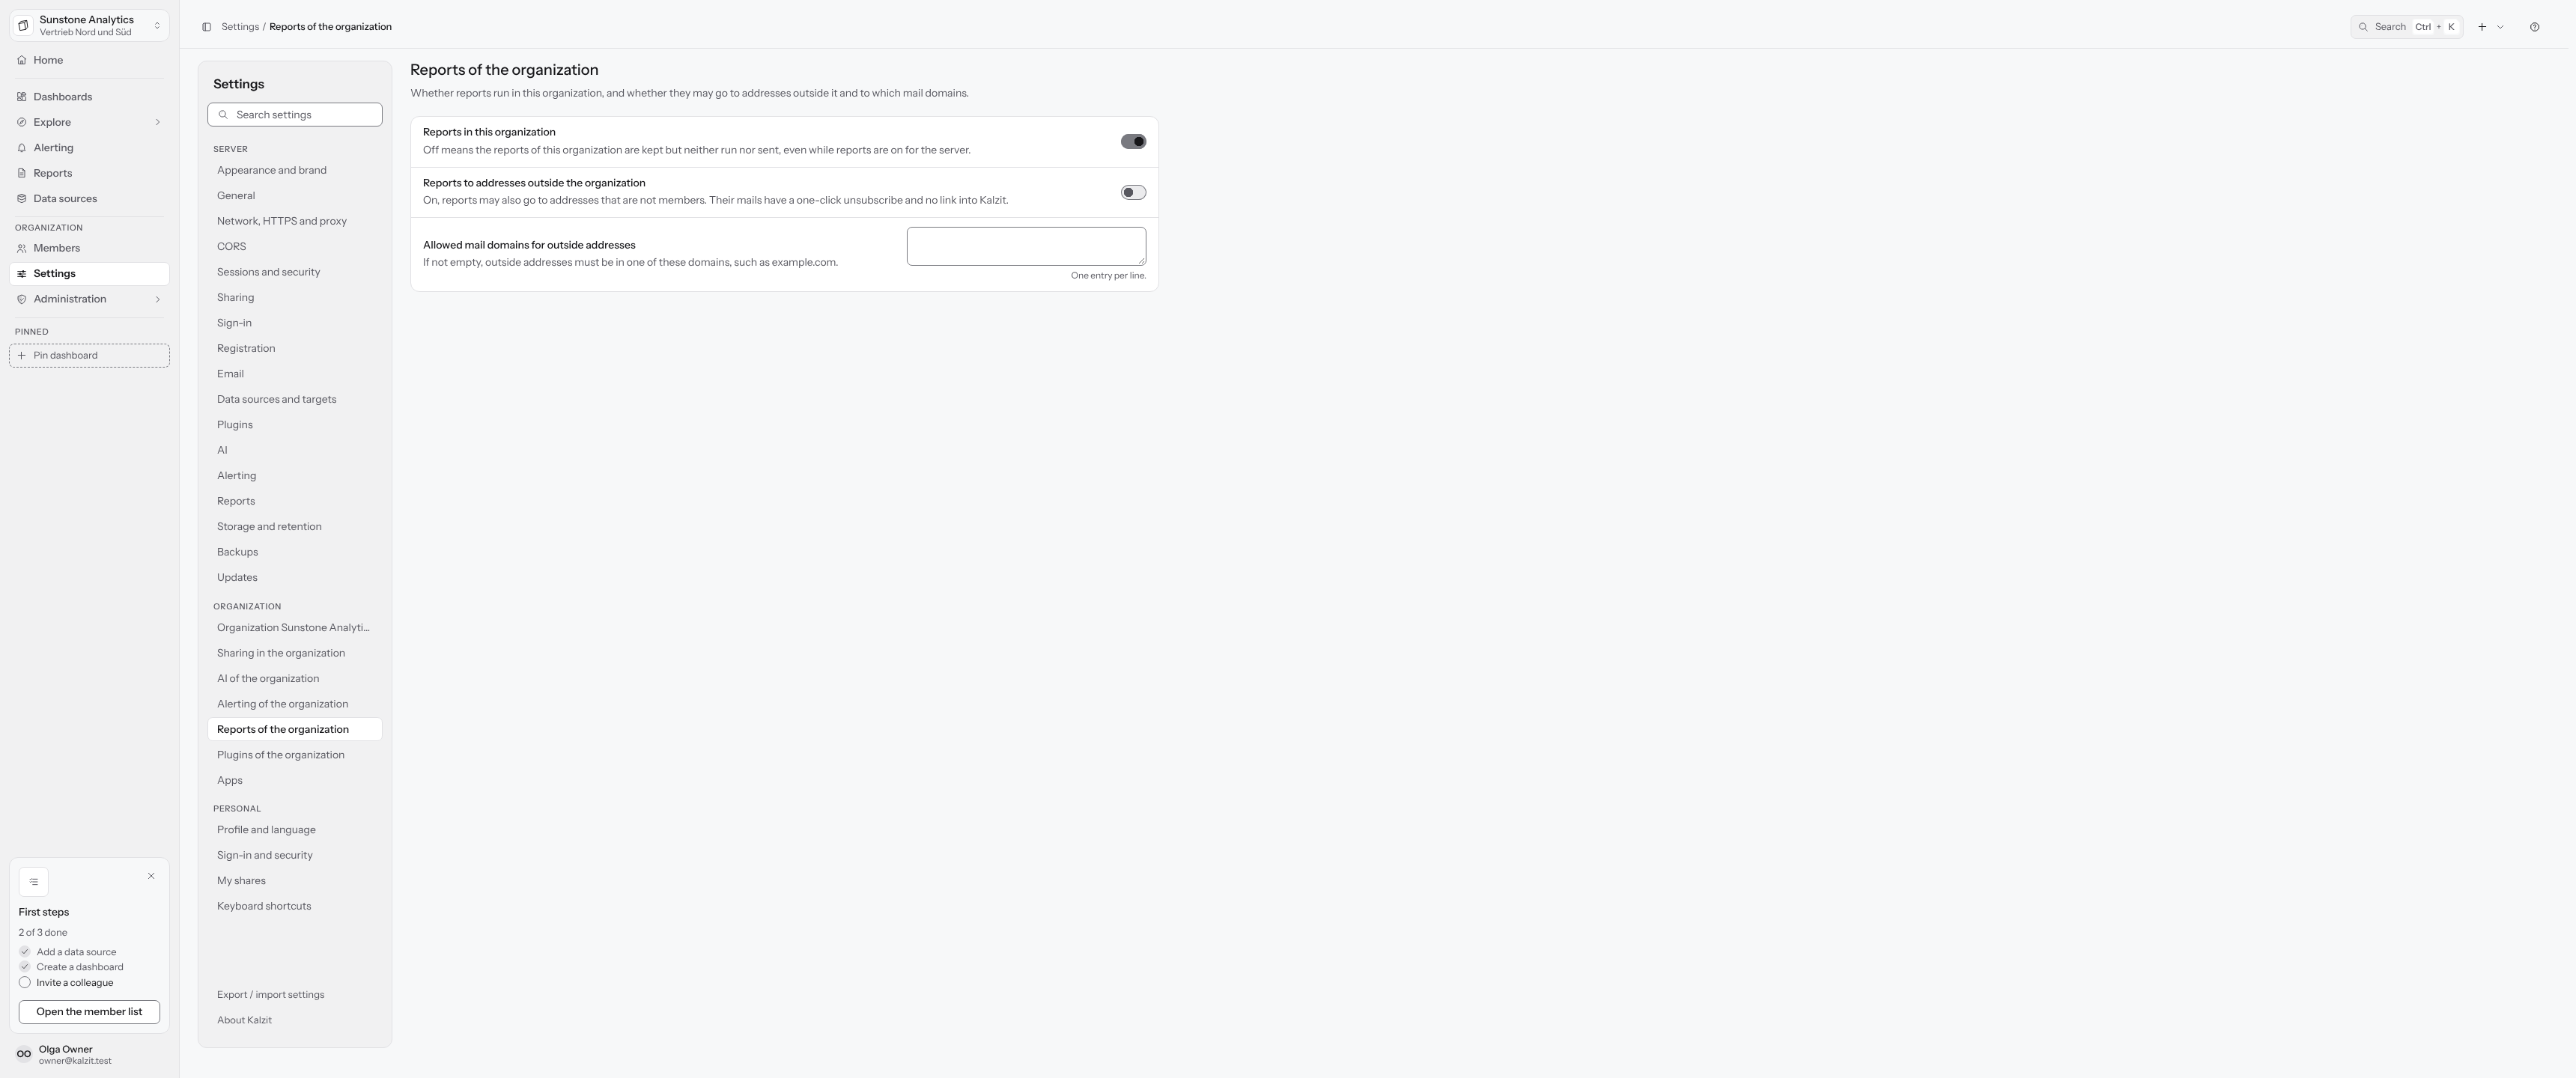 Sunstone Analytics
Vertrieb Nord und Süd
Home
Dashboards
Explore
Alerting
Reports
Data sources
ORGANIZATION
Members
Settings
Administration
PINNED
Pin dashboard
First steps
2 of 3 done
Add a data source
Create a dashboard
Invite a colleague
Open the member list
OO
Olga Owner
owner@kalzit.test
Settings / Reports of the organization
Search Ctrl + K
Settings
Search settings
SERVER
Appearance and brand
General
Network, HTTPS and proxy
CORS
Sessions and security
Sharing
Sign-in
Registration
Email
Data sources and targets
Plugins
AI
Alerting
Reports
Storage and retention
Backups
Updates
ORGANIZATION
Organization Sunstone Analyti...
Sharing in the organization
AI of the organization
Alerting of the organization
Reports of the organization
Plugins of the organization
Apps
PERSONAL
Profile and language
Sign-in and security
My shares
Keyboard shortcuts
Export / import settings
About Kalzit
Reports of the organization
Whether reports run in this organization, and whether they may go to addresses outside it and to which mail domains.
Reports in this organization
Off means the reports of this organization are kept but neither run nor sent, even while reports are on for the server.
Reports to addresses outside the organization
On, reports may also go to addresses that are not members. Their mails have a one-click unsubscribe and no link into Kalzit.
Allowed mail domains for outside addresses
If not empty, outside addresses must be in one of these domains, such as example.com.
One entry per line.